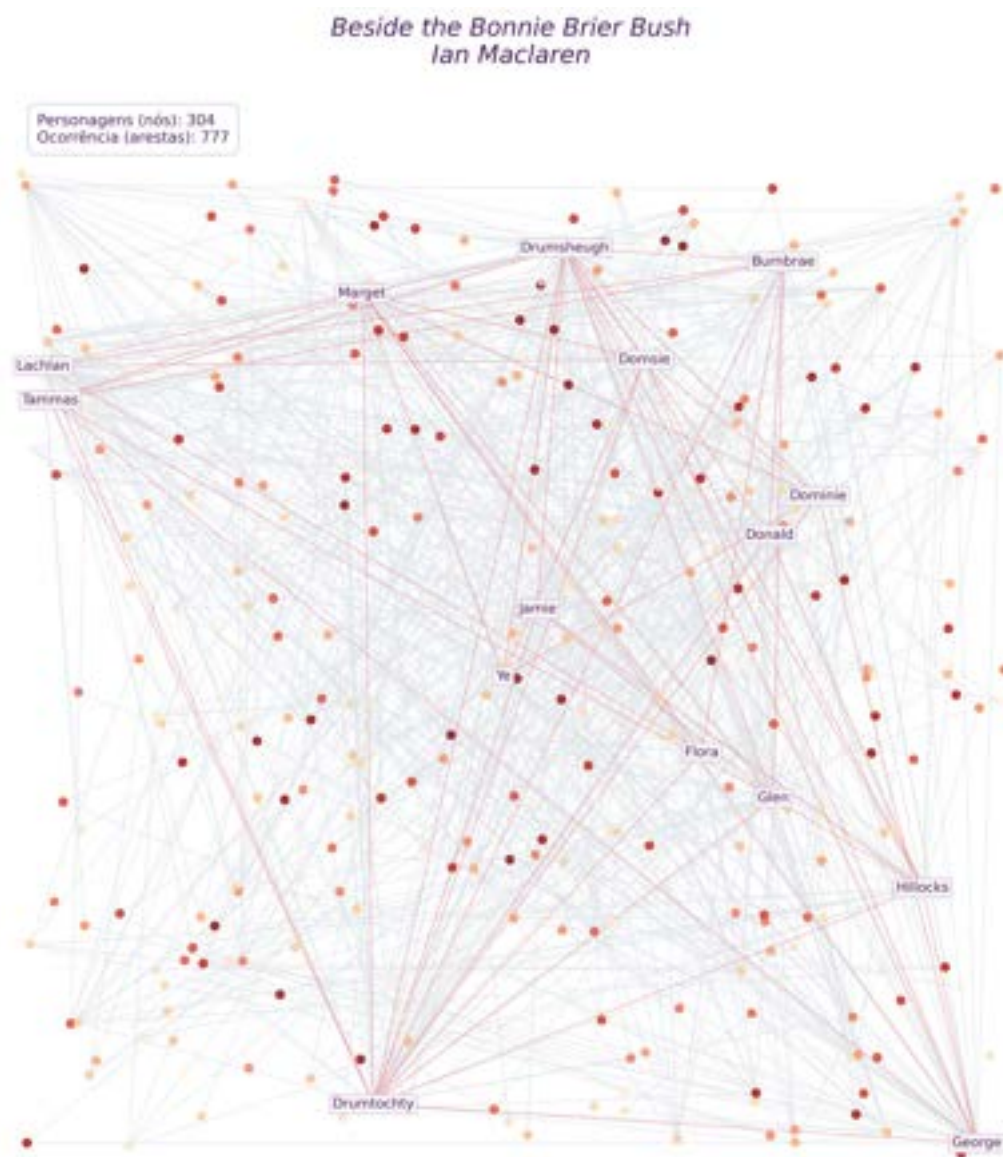 Beside the Bonnie Brier Bush
Ian Maclaren
Personagens (nós): 304
Ocorrência (arestas): 777
Drumsheugh
Burnbrae
Marget
Domsie
Lachlan
Tammas
Dominie
Donald
Jamie
Ye
Flora
Glen
Hillocks
Drumtochty
George